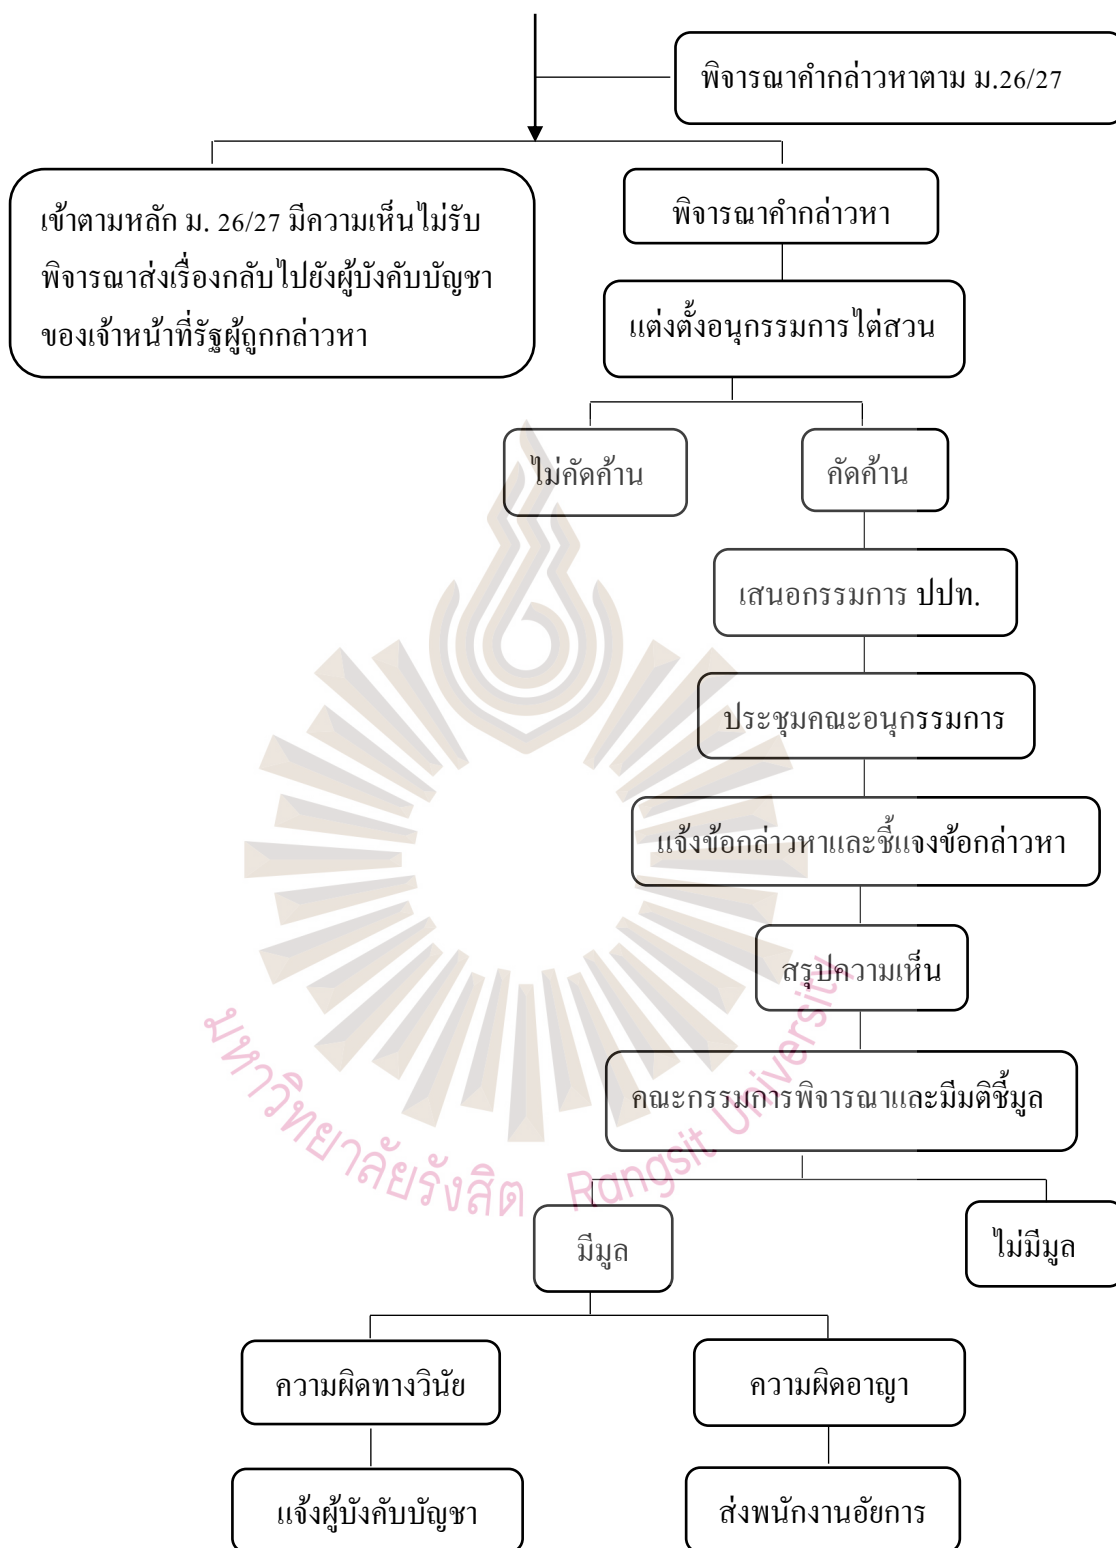 พิจารณาคำกล่าวหาตาม ม.26/27
เข้าตามหลัก ม. 26/27 มีความเห็นไม่รับ
พิจารณาส่งเรื่องกลับไปยังผู้บังคับบัญชา
ของเจ้าหน้าที่รัฐผู้ถูกกล่าวหา
พิจารณาคำกล่าวหา
แต่งตั้งอนุกรรมการไต่สวน
ไม่คัดค้าน
คัดค้าน
เสนอกรรมการ ปปท.
ประชุมคณะอนุกรรมการ
แจ้งข้อกล่าวหาและชี้แจงข้อกล่าวหา
สรุปความเห็น
คณะกรรมการพิจารณาและมีมติชี้มูล
มหาวิทยาลัยรังสิต Rangsit University
มีมูล
ไม่มีมูล
ความผิดทางวินัย
ความผิดอาญา
แจ้งผู้บังคับบัญชา
ส่งพนักงานอัยการ